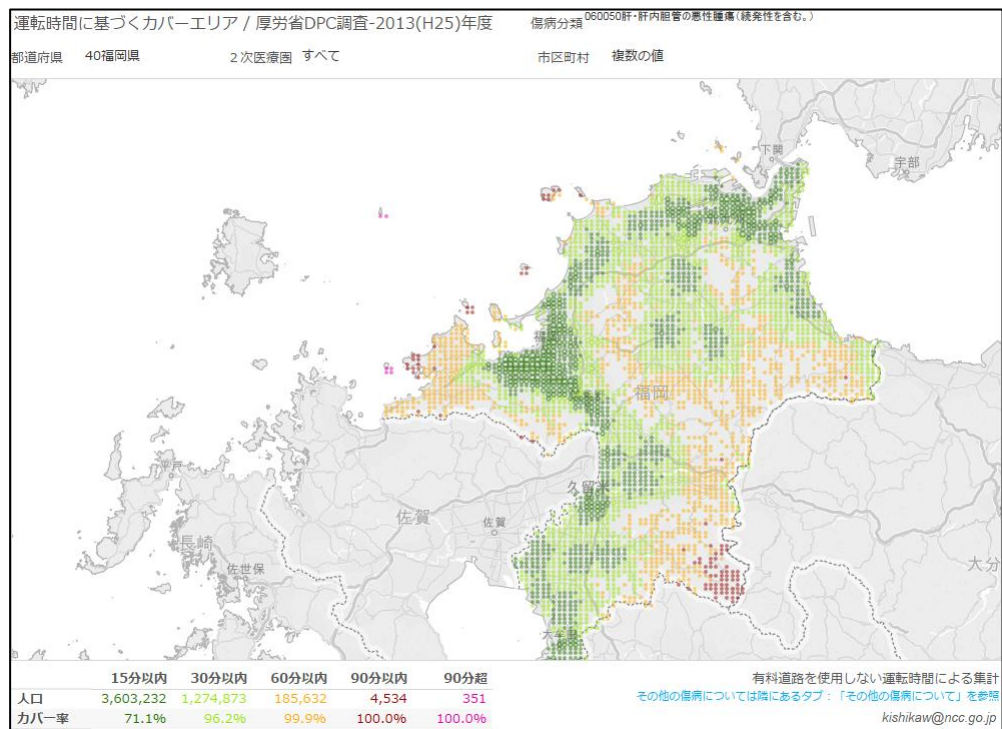 運転時間に基づくカバーエリア / 厚労省DPC調査-2013(H25)年度
傷病分類 060050肝・肝内胆管の悪性腫瘍(続発性を含む。)
都道府県 40福岡県 2次医療圏 すべて 市区町村 複数の値
下関
宇部
福岡
久留米
平戸
佐賀
佐賀
長崎
佐世保
大分
大牟田
15分以内 30分以内 60分以内 90分以内 90分超
人口 3,603,232 1,274,873 185,632 4,534 351
カバー率 71.1% 96.2% 99.9% 100.0% 100.0%
有料道路を使用しない運転時間による集計
その他の傷病については隣にあるタブ：「その他の傷病について」を参照
kishikaw@ncc.go.jp